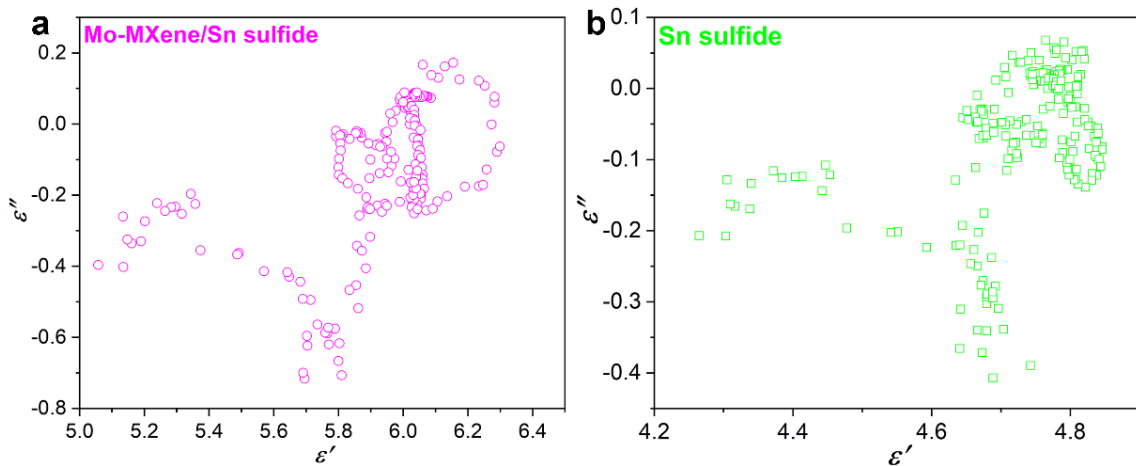 a
Mo-MXene/Sn sulfide
0.2
0.0
-0.2
-0.4
-0.6
-0.8
ε″
5.0 5.2 5.4 5.6 5.8 6.0 6.2 6.4
ε′
b
Sn sulfide
0.1
0.0
-0.1
-0.2
-0.3
-0.4
ε″
4.2 4.4 4.6 4.8
ε′